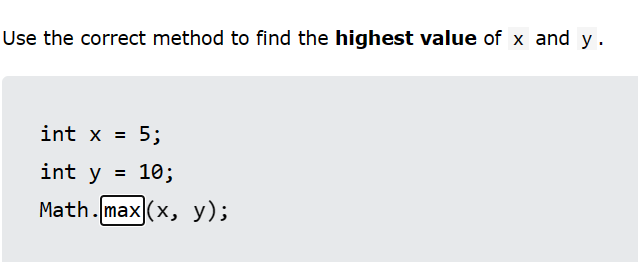 Use the correct method to find the highest value of x and y.
int x = 5;
int y = 10;
Math.max(x, y);